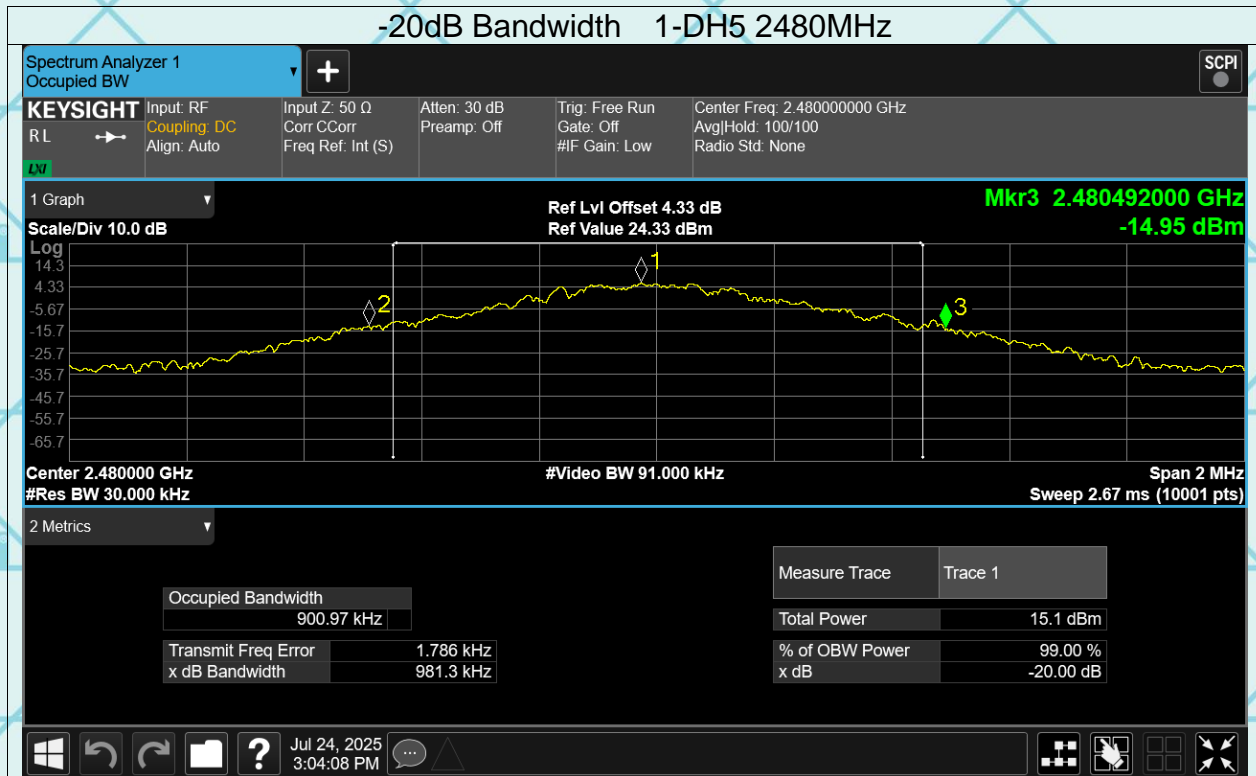 -20dB Bandwidth 1-DH5 2480MHz
Spectrum Analyzer 1
Occupied BW
SCPI
KEYSIGHT
R L
LXI
Input: RF
Coupling: DC
Align: Auto
Input Z: 50 Ω
Corr CCorr
Freq Ref: Int (S)
Atten: 30 dB
Preamp: Off
Trig: Free Run
Gate: Off
#IF Gain: Low
Center Freq: 2.480000000 GHz
Avg|Hold: 100/100
Radio Std: None
1 Graph
Scale/Div 10.0 dB
Ref Lvl Offset 4.33 dB
Ref Value 24.33 dBm
Mkr3 2.480492000 GHz
-14.95 dBm
Log
14.3
4.33
-5.67
-15.7
-25.7
-35.7
-45.7
-55.7
-65.7
1
2
3
Center 2.480000 GHz
#Res BW 30.000 kHz
#Video BW 91.000 kHz
Span 2 MHz
Sweep 2.67 ms (10001 pts)
2 Metrics
Occupied Bandwidth
900.97 kHz
Transmit Freq Error 1.786 kHz
x dB Bandwidth 981.3 kHz
Measure Trace Trace 1
Total Power 15.1 dBm
% of OBW Power 99.00 %
x dB -20.00 dB
Jul 24, 2025
3:04:08 PM